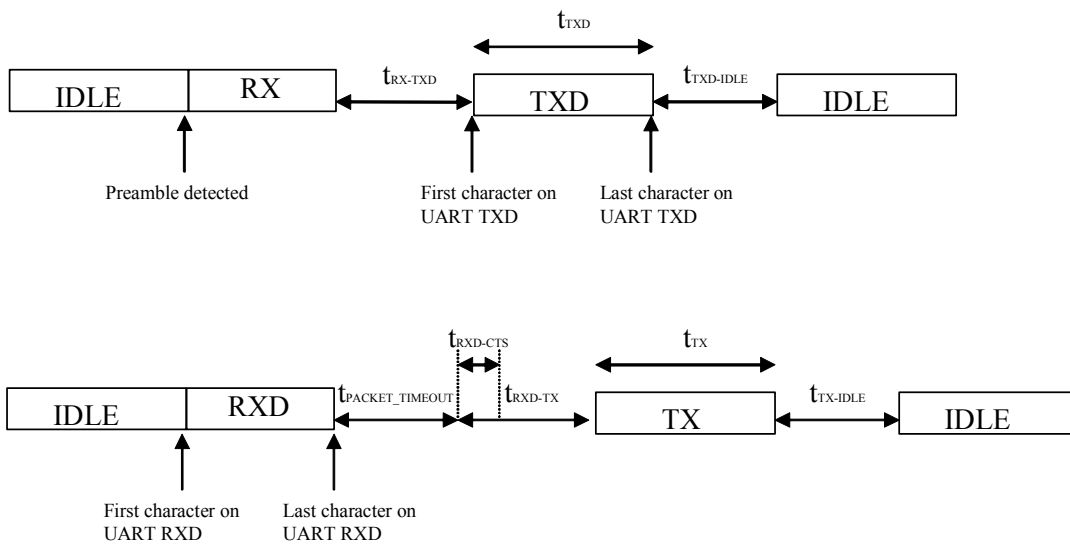 tTXD
IDLE RX tRX-TXD TXD tTXD-IDLE IDLE
Preamble detected
First character on
UART TXD
Last character on
UART TXD
tRXD-CTS
tTX
IDLE RXD tPACKET_TIMEOUT tRXD-TX TX tTX-IDLE IDLE
First character on
UART RXD
Last character on
UART RXD